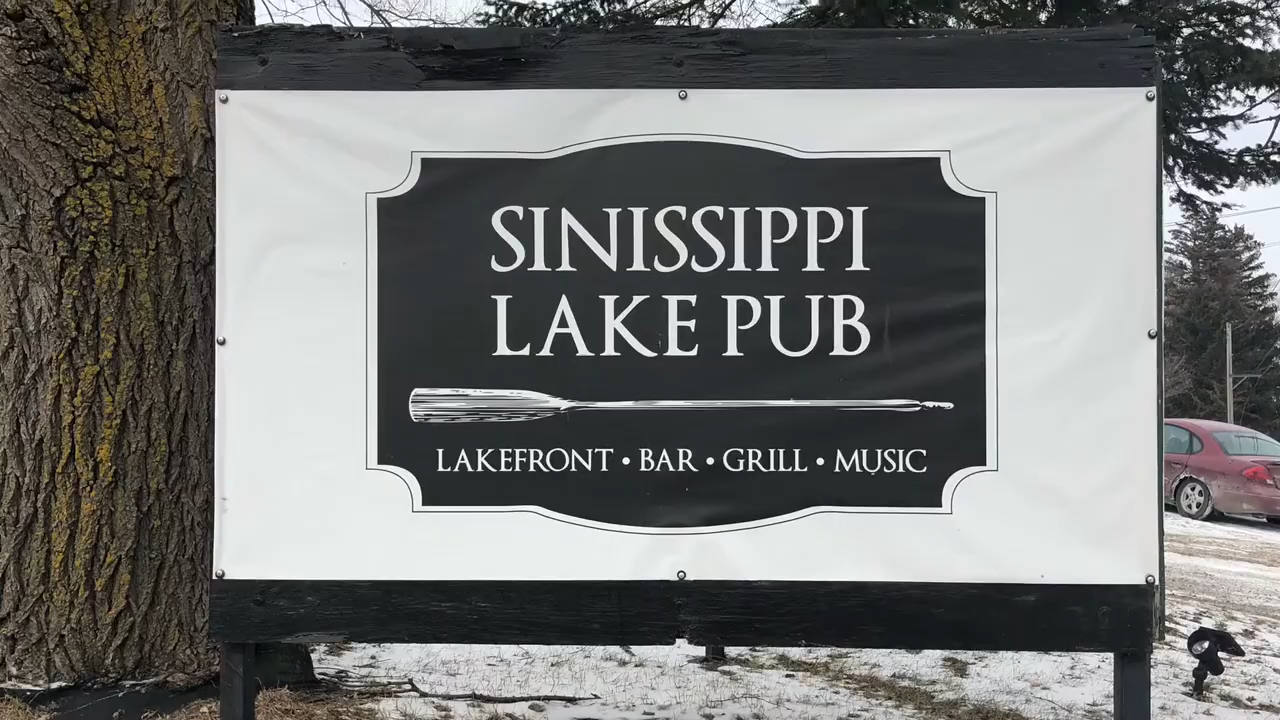 SINISSIPPI
LAKE PUB
LAKEFRONT • BAR • GRILL • MUSIC